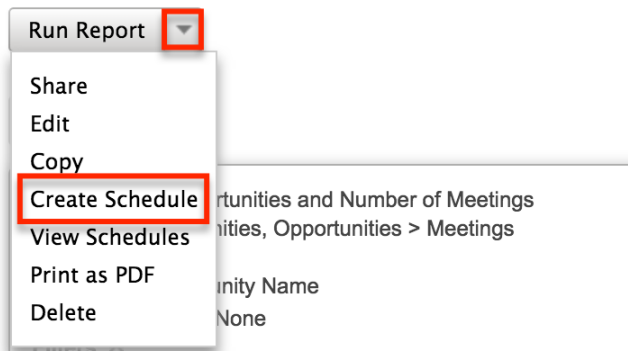 Run Report
Share
Edit
Copy
Create Schedule
rtunities and Number of Meetings
View Schedules
nities, Opportunities > Meetings
Print as PDF
unity Name
Delete
None